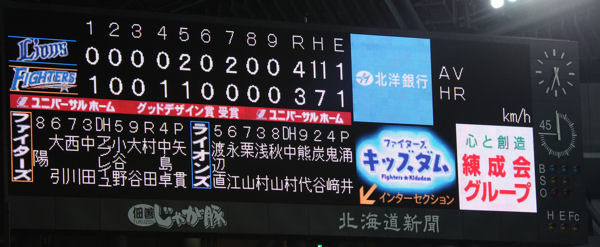 1 2 3 4 5 6 7 8 9 R H E
Lions 0 0 0 0 2 0 2 0 0 4 11 1
Fighters 1 0 0 1 1 0 0 0 0 3 7 1
ユニバーサルホーム グッドデザイン賞 受賞 ユニバーサルホーム
ファイターズ
8 陽
6 大引
7 西川
3 中田
DH
5 小谷野
9 大谷
R 村田
4 中島卓
P 矢貫
ライオンズ
5 渡辺直
6 永江
7 栗山
3 浅村
8 秋山
DH 中村
9 熊代
2 炭谷
4 鬼崎
P 涌井
北洋銀行
AV
HR
km/h
45
B
S
O
H E Fc
ファイターズ
キッズダム
Fighters Kidsdom
インターセクション
心と創造
練成会
グループ
じゃが豚
北海道新聞